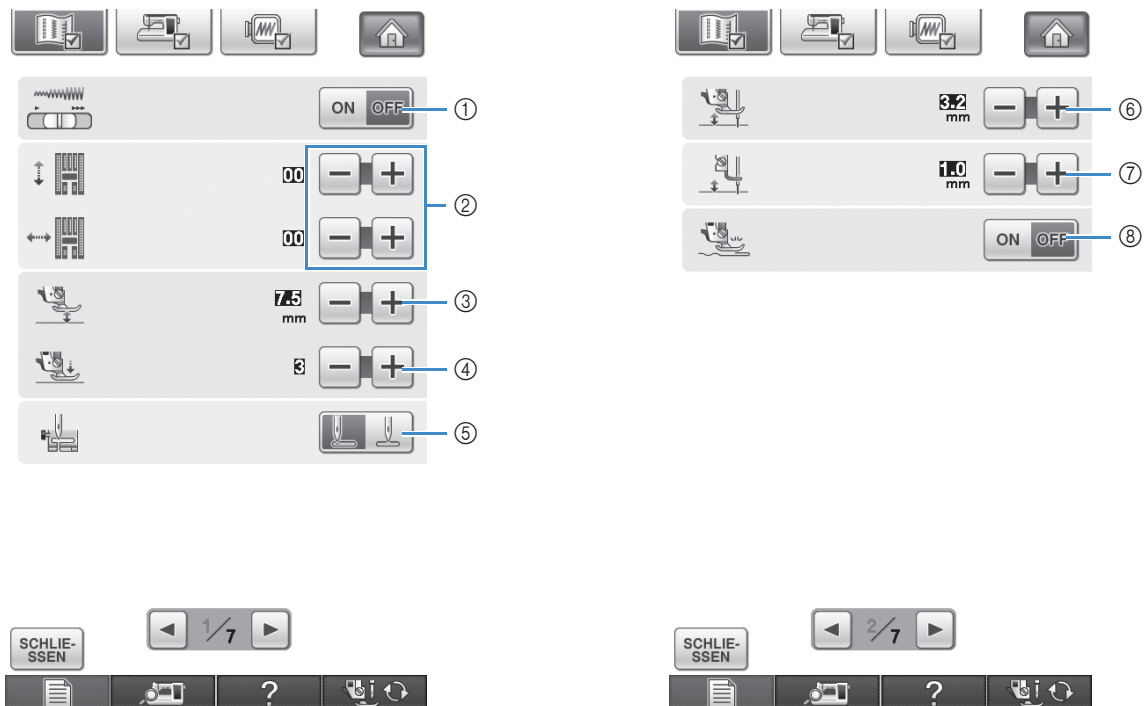 ON OFF ①
00
② 
00
7.5
mm ③
3 ④
⑤
1/7
SCHLIE-
SSEN
?
i
3.2
mm ⑥
1.0
mm ⑦
ON OFF ⑧
2/7
SCHLIE-
SSEN
?
i